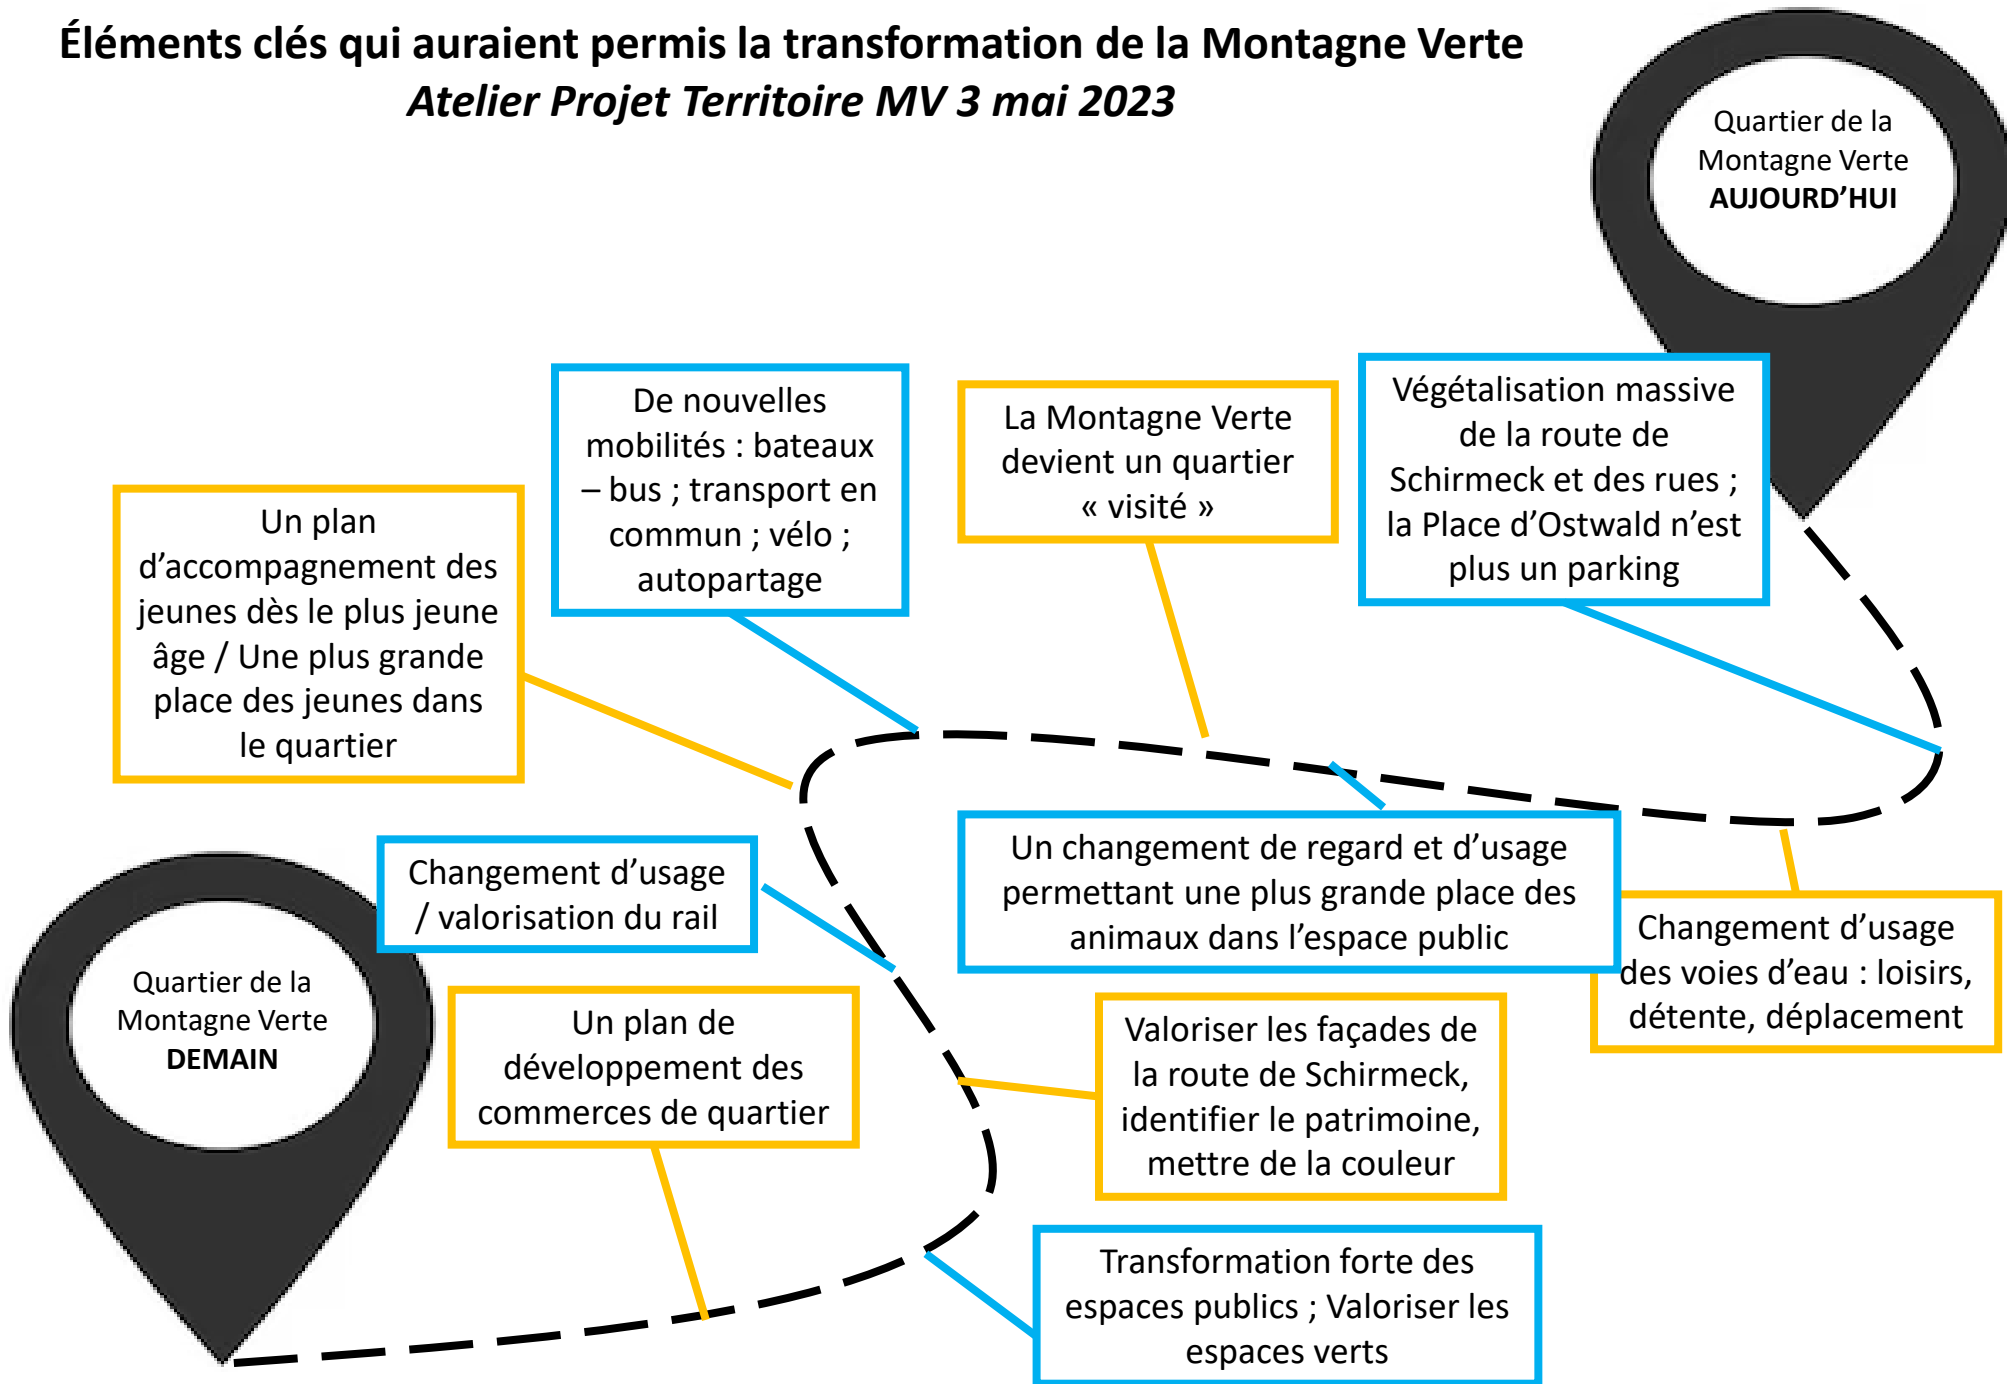 Éléments clés qui auraient permis la transformation de la Montagne Verte
Atelier Projet Territoire MV 3 mai 2023
Quartier de la
Montagne Verte
AUJOURD’HUI
Végétalisation massive
de la route de
Schirmeck et des rues ;
la Place d’Ostwald n’est
plus un parking
La Montagne Verte
devient un quartier
« visité »
De nouvelles
mobilités : bateaux
– bus ; transport en
commun ; vélo ;
autopartage
Un plan
d’accompagnement des
jeunes dès le plus jeune
âge / Une plus grande
place des jeunes dans
le quartier
Changement d’usage
/ valorisation du rail
Un changement de regard et d’usage
permettant une plus grande place des
animaux dans l’espace public
Changement d’usage
des voies d’eau : loisirs,
détente, déplacement
Quartier de la
Montagne Verte
DEMAIN
Un plan de
développement des
commerces de quartier
Valoriser les façades de
la route de Schirmeck,
identifier le patrimoine,
mettre de la couleur
Transformation forte des
espaces publics ; Valoriser les
espaces verts